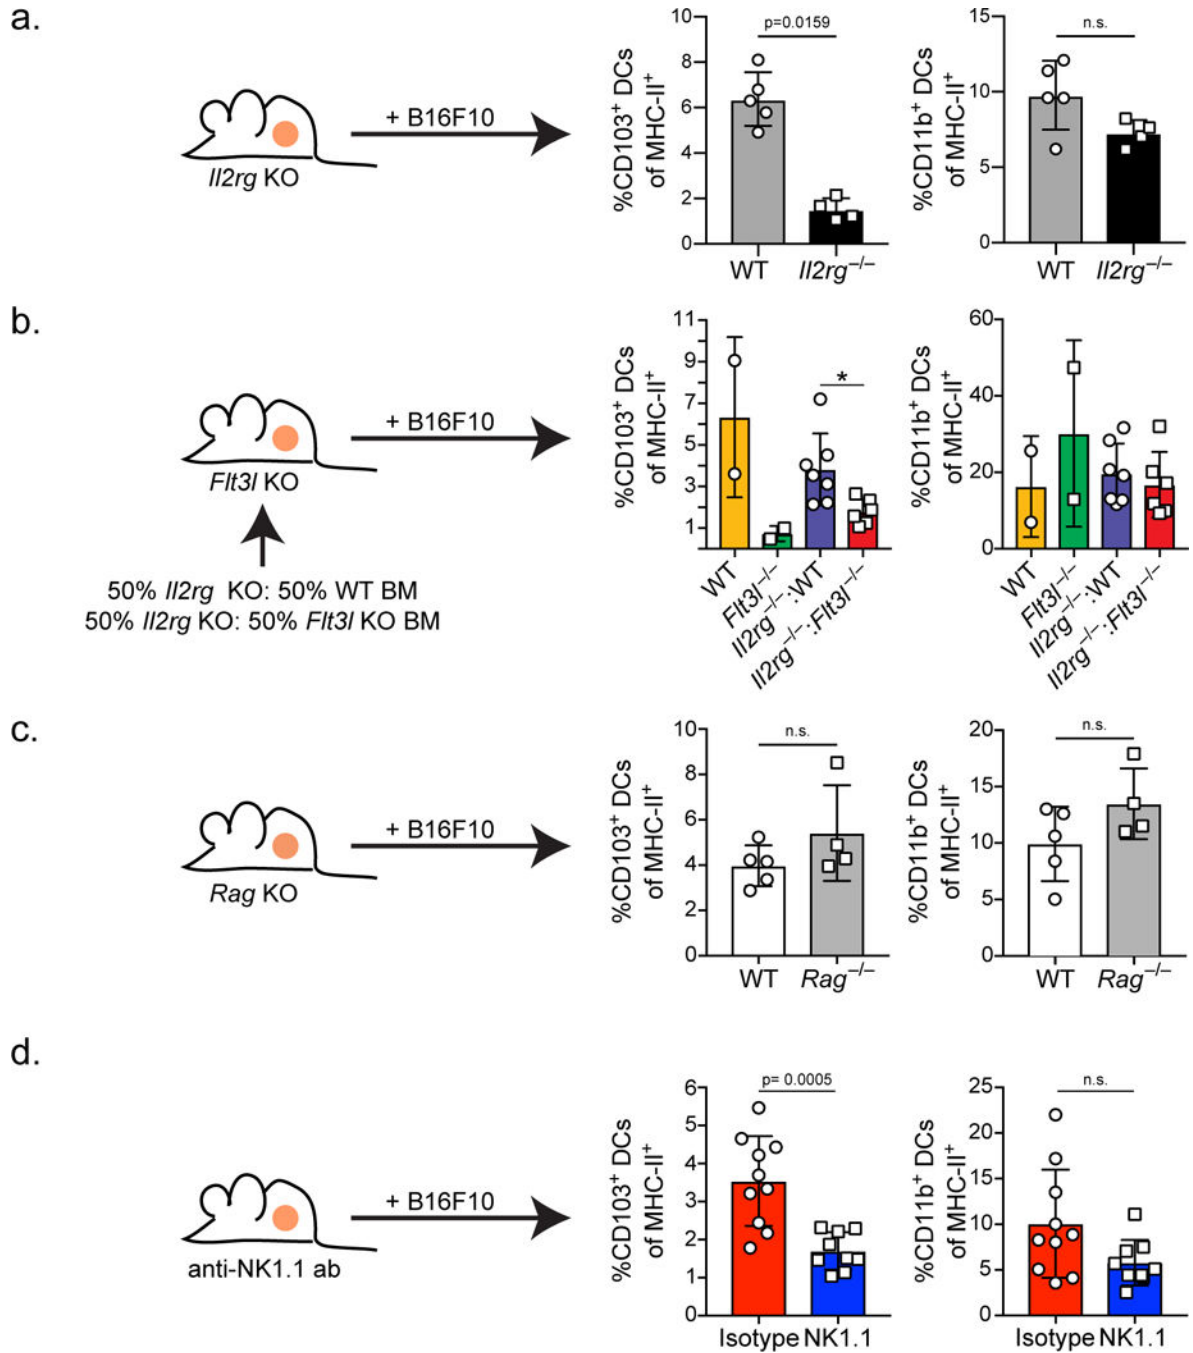 a.
+ B16F10
Il2rg KO
%CD103⁺ DCs
of MHC-II⁺
10
8
6
4
2
0
p=0.0159
WT
Il2rg⁻/⁻
%CD11b⁺ DCs
of MHC-II⁺
15
10
5
0
n.s.
WT
Il2rg⁻/⁻
b.
+ B16F10
Flt3l KO
50% Il2rg KO: 50% WT BM
50% Il2rg KO: 50% Flt3l KO BM
%CD103⁺ DCs
of MHC-II⁺
11
9
7
5
3
1
*
WT
Flt3l⁻/⁻
Il2rg⁻/⁻:WT
Il2rg⁻/⁻:Flt3l⁻/⁻
%CD11b⁺ DCs
of MHC-II⁺
60
40
20
0
WT
Flt3l⁻/⁻
Il2rg⁻/⁻:WT
Il2rg⁻/⁻:Flt3l⁻/⁻
c.
+ B16F10
Rag KO
%CD103⁺ DCs
of MHC-II⁺
10
8
6
4
2
0
n.s.
WT
Rag⁻/⁻
%CD11b⁺ DCs
of MHC-II⁺
20
15
10
5
0
n.s.
WT
Rag⁻/⁻
d.
+ B16F10
anti-NK1.1 ab
%CD103⁺ DCs
of MHC-II⁺
6
5
4
3
2
1
0
p= 0.0005
Isotype
NK1.1
%CD11b⁺ DCs
of MHC-II⁺
25
20
15
10
5
0
n.s.
Isotype
NK1.1